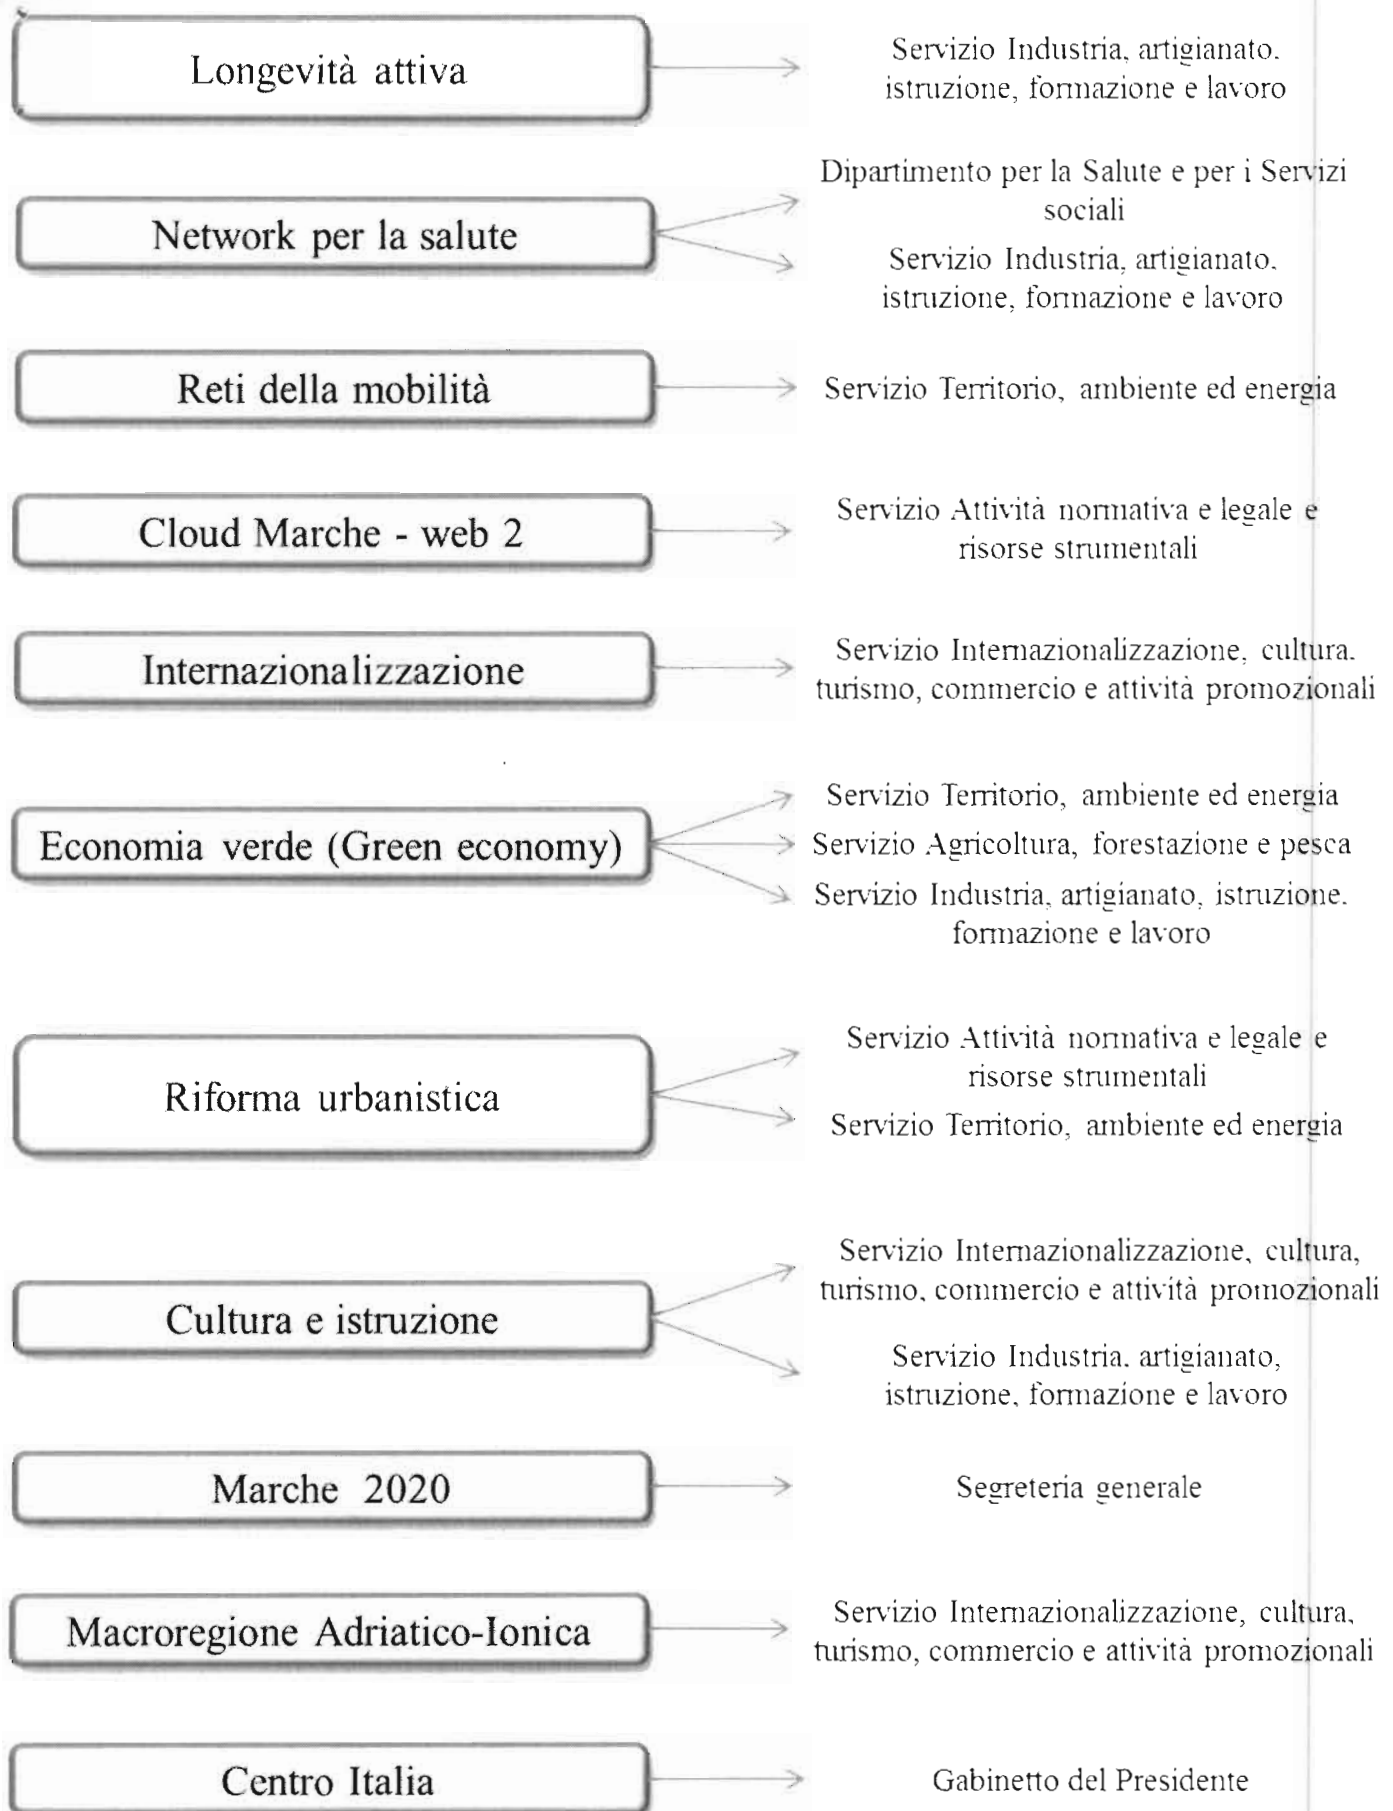 Longevità attiva
Servizio Industria, artigianato.
istruzione, formazione e lavoro
Network per la salute
Dipartimento per la Salute e per i Servizi
sociali
Servizio Industria, artigianato.
istruzione, formazione e lavoro
Reti della mobilità
Servizio Territorio, ambiente ed energia
Cloud Marche - web 2
Servizio Attività normativa e legale e
risorse strumentali
Internazionalizzazione
Servizio Internazionalizzazione, cultura.
turismo, commercio e attività promozionali
Economia verde (Green economy)
Servizio Territorio, ambiente ed energia
Servizio Agricoltura, forestazione e pesca
Servizio Industria, artigianato, istruzione.
formazione e lavoro
Riforma urbanistica
Servizio Attività normativa e legale e
risorse strumentali
Servizio Territorio, ambiente ed energia
Cultura e istruzione
Servizio Internazionalizzazione, cultura,
turismo, commercio e attività promozionali
Servizio Industria. artigianato,
istruzione, formazione e lavoro
Marche 2020
Segreteria generale
Macroregione Adriatico-Ionica
Servizio Internazionalizzazione, cultura,
turismo, commercio e attività promozionali
Centro Italia
Gabinetto del Presidente